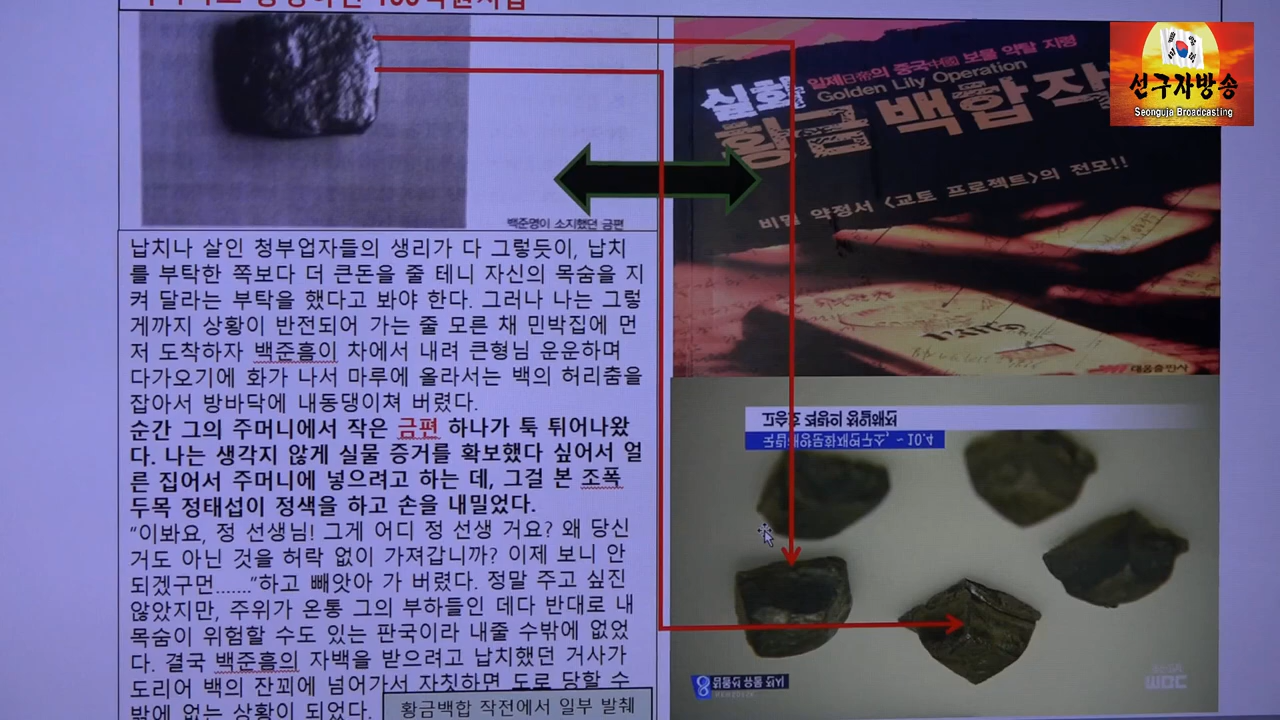 백준명이 소지했던 금편
납치나 살인 청부업자들의 생리가 다 그렇듯이, 납치
를 부탁한 쪽보다 더 큰돈을 줄 테니 자신의 목숨을 지
켜 달라는 부탁을 했다고 봐야 한다. 그러나 나는 그렇
게까지 상황이 반전되어 가는 줄 모른 채 민박집에 먼
저 도착하자 백준흠이 차에서 내려 큰형님 운운하며
다가오기에 화가 나서 마루에 올라서는 백의 허리춤을
잡아서 방바닥에 내동댕이쳐 버렸다.
순간 그의 주머니에서 작은 금편 하나가 툭 튀어나왔
다. 나는 생각지 않게 실물 증거를 확보했다 싶어서 얼
른 집어서 주머니에 넣으려고 하는 데, 그걸 본 조폭
두목 정태섭이 정색을 하고 손을 내밀었다.
“이봐요, 정 선생님! 그게 어디 정 선생 거요? 왜 당신
거도 아닌 것을 허락 없이 가져갑니까? 이제 보니 안
되겠구먼.......”하고 빼앗아 가 버렸다. 정말 주고 싶진
않았지만, 주위가 온통 그의 부하들인 데다 반대로 내
목숨이 위험할 수도 있는 판국이라 내줄 수밖에 없었
다. 결국 백준흠의 자백을 받으려고 납치했던 거사가
도리어 백의 잔꾀에 넘어가서 자칫하면 도로 당할 수
밖에 없는 상황이 되었다.
황금백합 작전에서 일부 발췌
일제日帝의 중국中國 보물 약탈 지령
Golden Lily Operation
실화
황금백합작
비밀 약정서 <교토 프로젝트>의 전모!!
대웅출판사
선구자방송
Seonguja Broadcasting
8
MBC